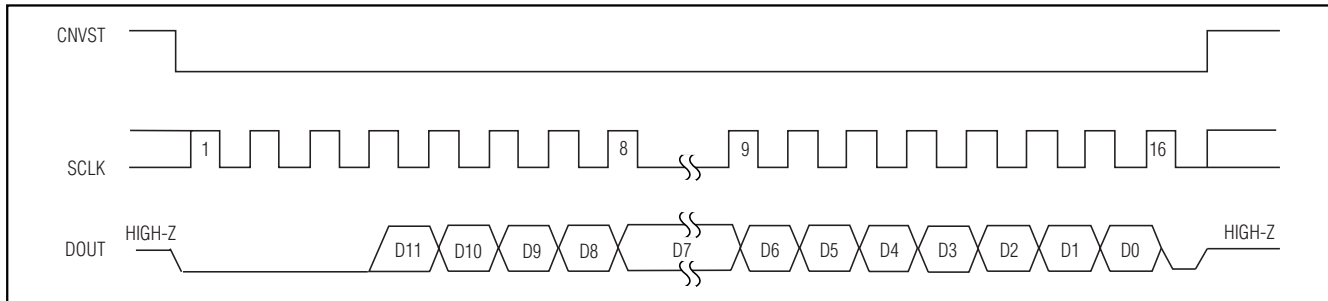 CNVST
1
8
9
16
SCLK
HIGH-Z
DOUT
D11
D10
D9
D8
D7
D6
D5
D4
D3
D2
D1
D0
HIGH-Z